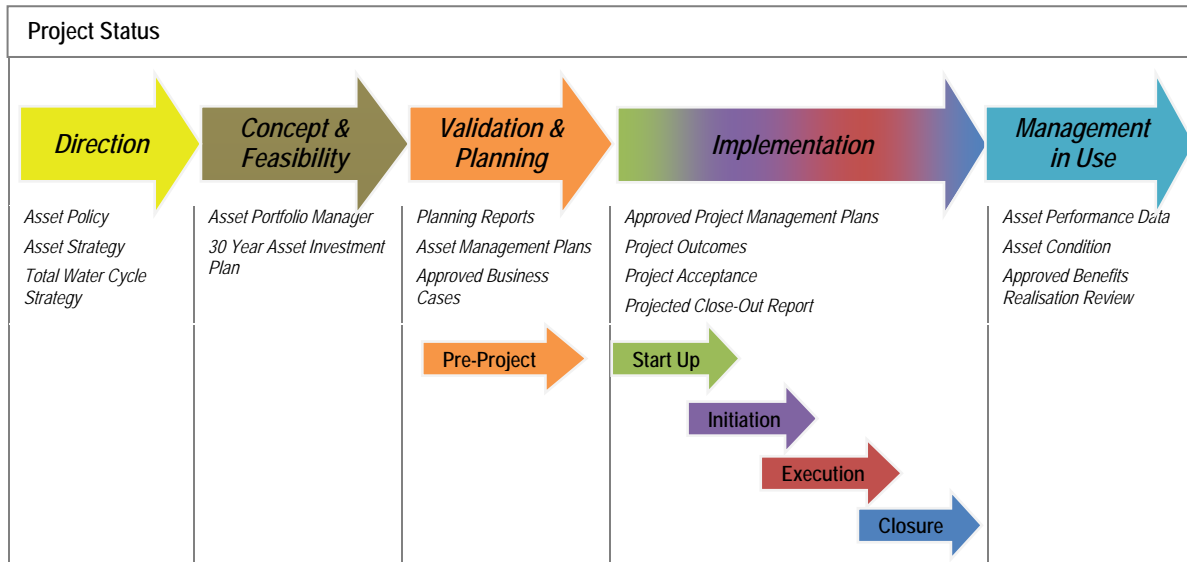 Project Status
Direction
Concept &
Feasibility
Validation &
Planning
Implementation
Management
in Use
Asset Policy
Asset Strategy
Total Water Cycle
Strategy
Asset Portfolio Manager
30 Year Asset Investment
Plan
Planning Reports
Asset Management Plans
Approved Business
Cases
Approved Project Management Plans
Project Outcomes
Project Acceptance
Projected Close-Out Report
Asset Performance Data
Asset Condition
Approved Benefits
Realisation Review
Pre-Project
Start Up
Initiation
Execution
Closure